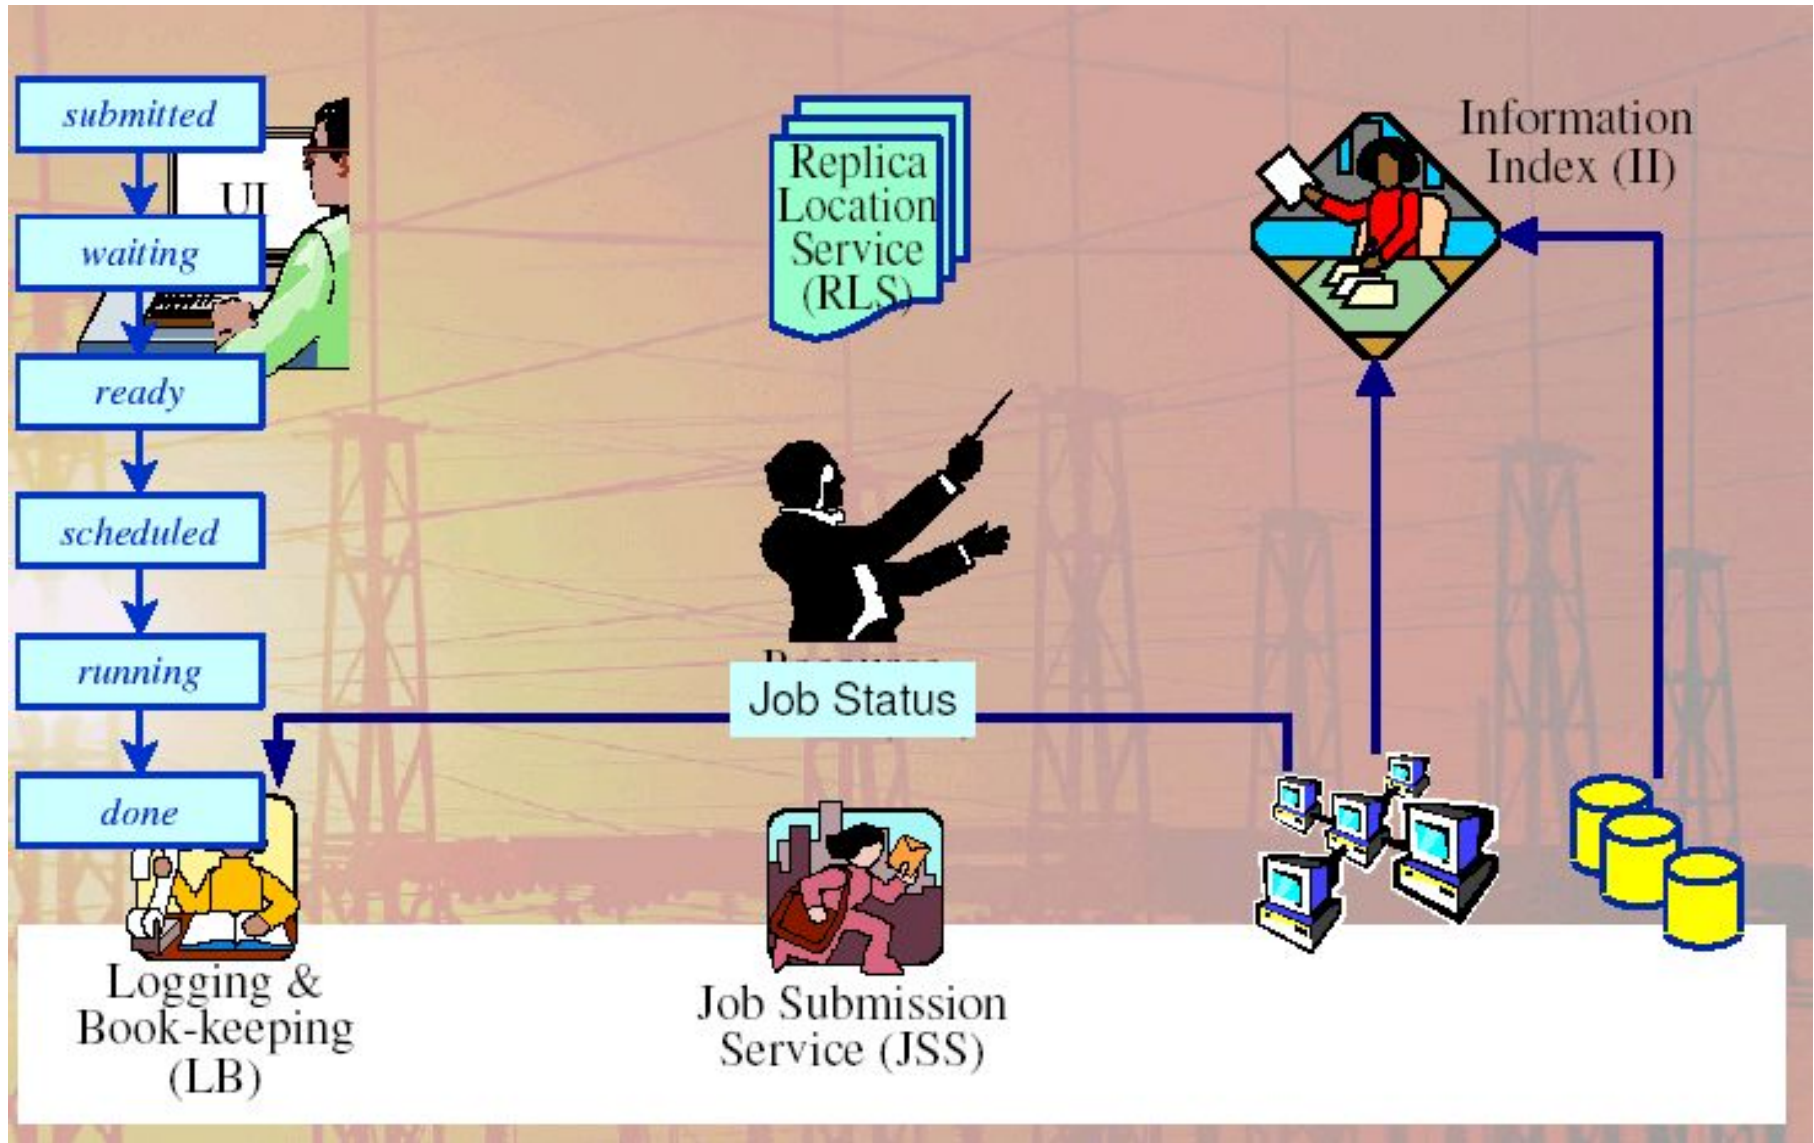 submitted
UI
waiting
ready
scheduled
running
done
Replica
Location
Service
(RLS)
Information
Index (II)
Job Status
Logging &
Book-keeping
(LB)
Job Submission
Service (JSS)